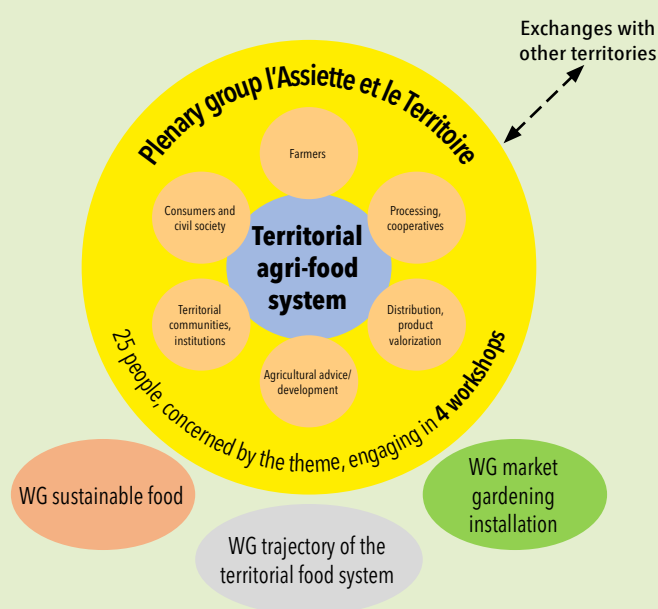 Exchanges with
other territories
Plenary group l'Assiette et le Territoire
Farmers
Consumers and
civil society
Processing,
cooperatives
Territorial
agri-food
system
Territorial
communities,
institutions
Distribution,
product
valorization
Agricultural advice/
development
25 people, concerned by the theme, engaging in 4 workshops
WG sustainable food
WG market
gardening
installation
WG trajectory of the
territorial food system